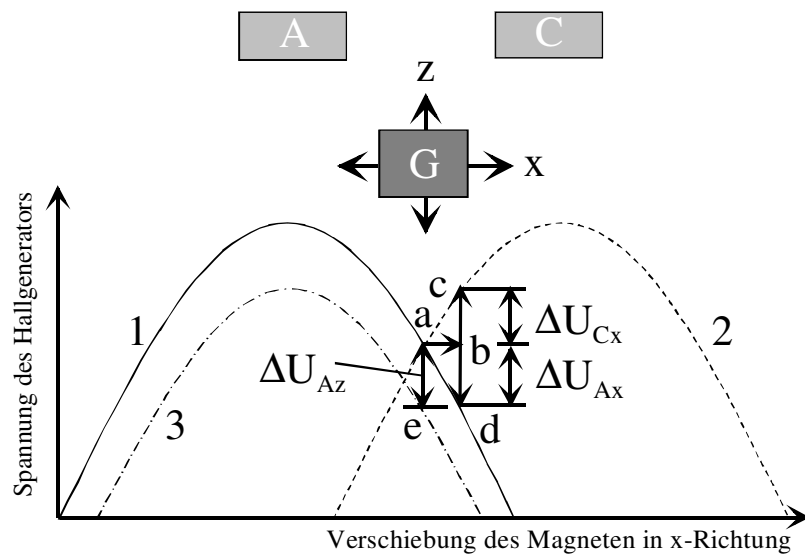 A
C
z
G
x
Spannung des Hallgenerators
c
a
1
ΔU_Cx
2
b
ΔU_Az
ΔU_Ax
3
e
d
Verschiebung des Magneten in x-Richtung